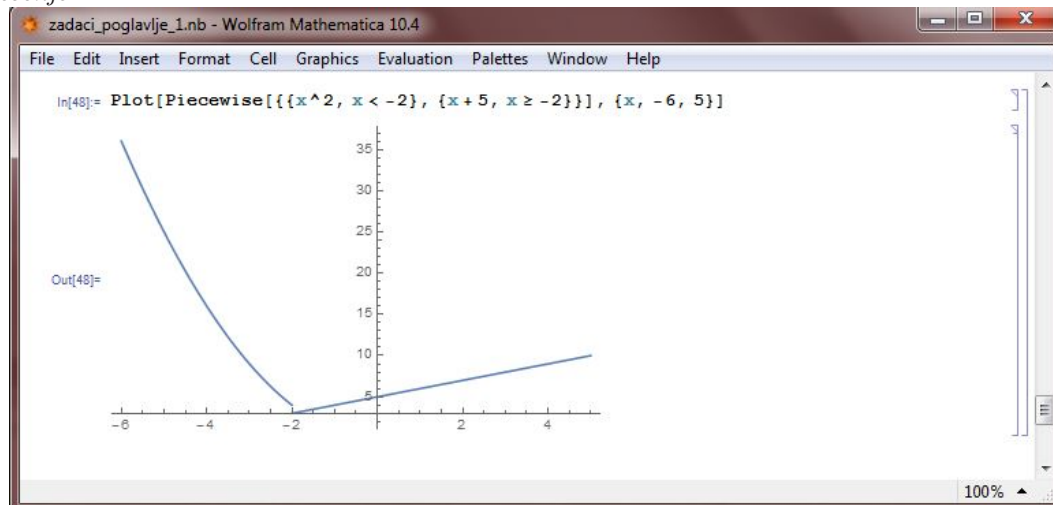 zadaci_poglavlje_1.nb - Wolfram Mathematica 10.4
File Edit Insert Format Cell Graphics Evaluation Palettes Window Help
In[48]:= Plot[Piecewise[{{x^2, x < -2}, {x + 5, x ≥ -2}}], {x, -6, 5}]
35
30
25
20
Out[48]=
15
10
5
-6 -4 -2 2 4
100%